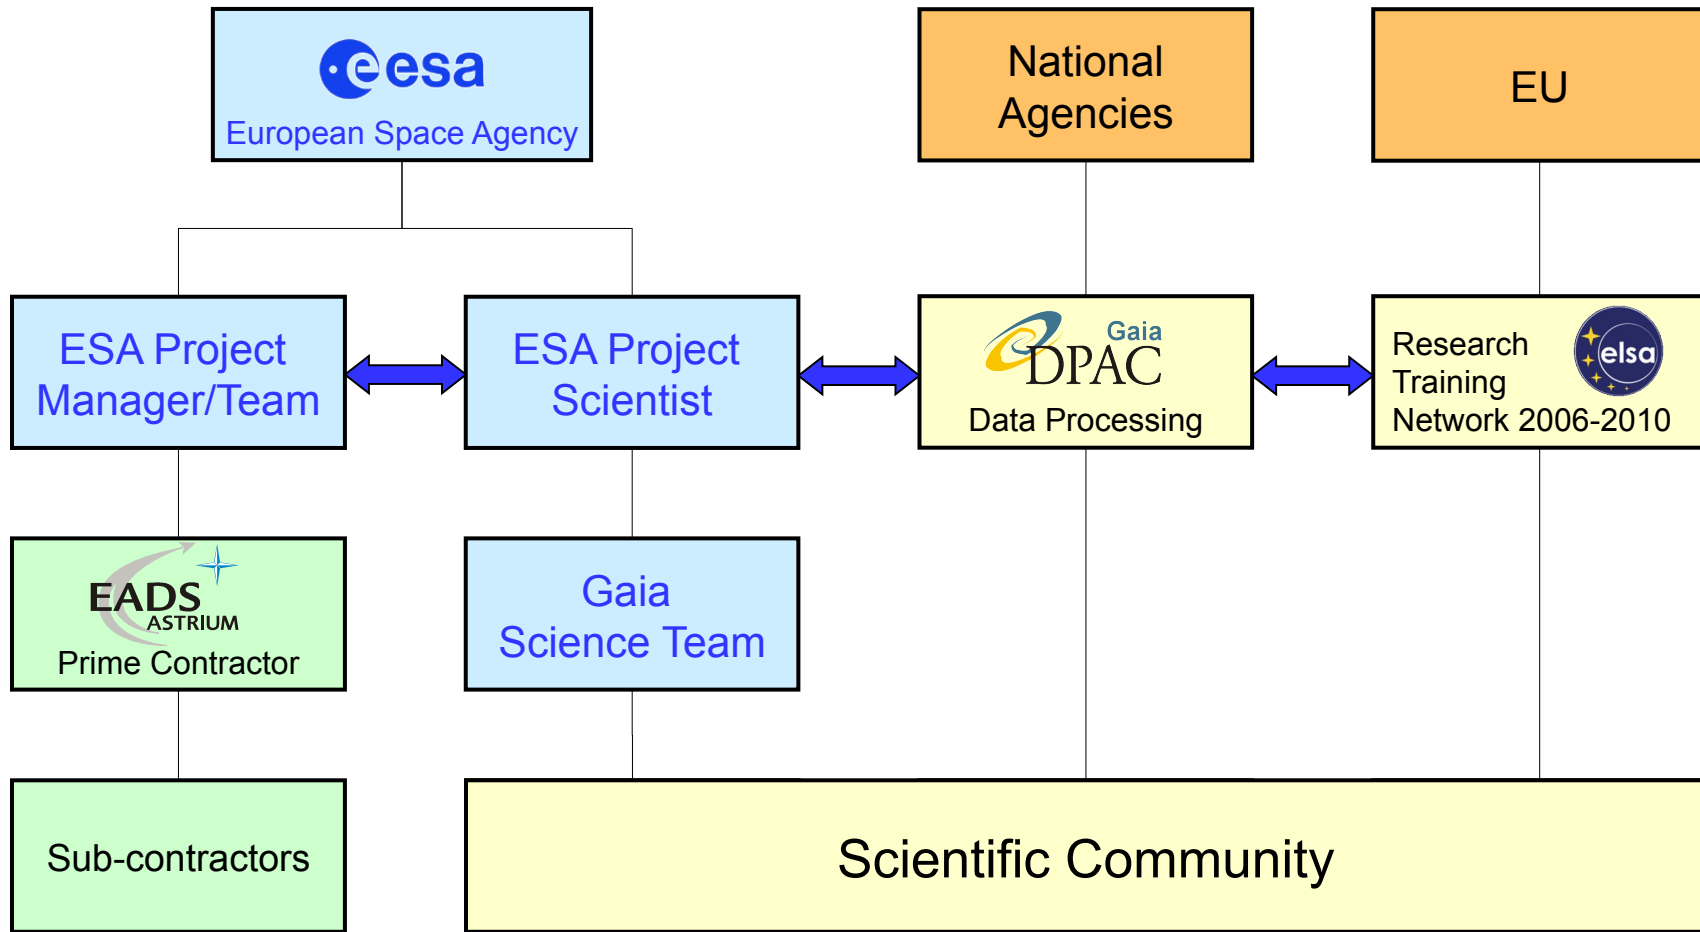 esa
European Space Agency
National
Agencies
EU
ESA Project
Manager/Team
ESA Project
Scientist
Gaia
DPAC
Data Processing
Research
Training
Network 2006-2010
elsa
EADS
ASTRIUM
Prime Contractor
Gaia
Science Team
Sub-contractors
Scientific Community